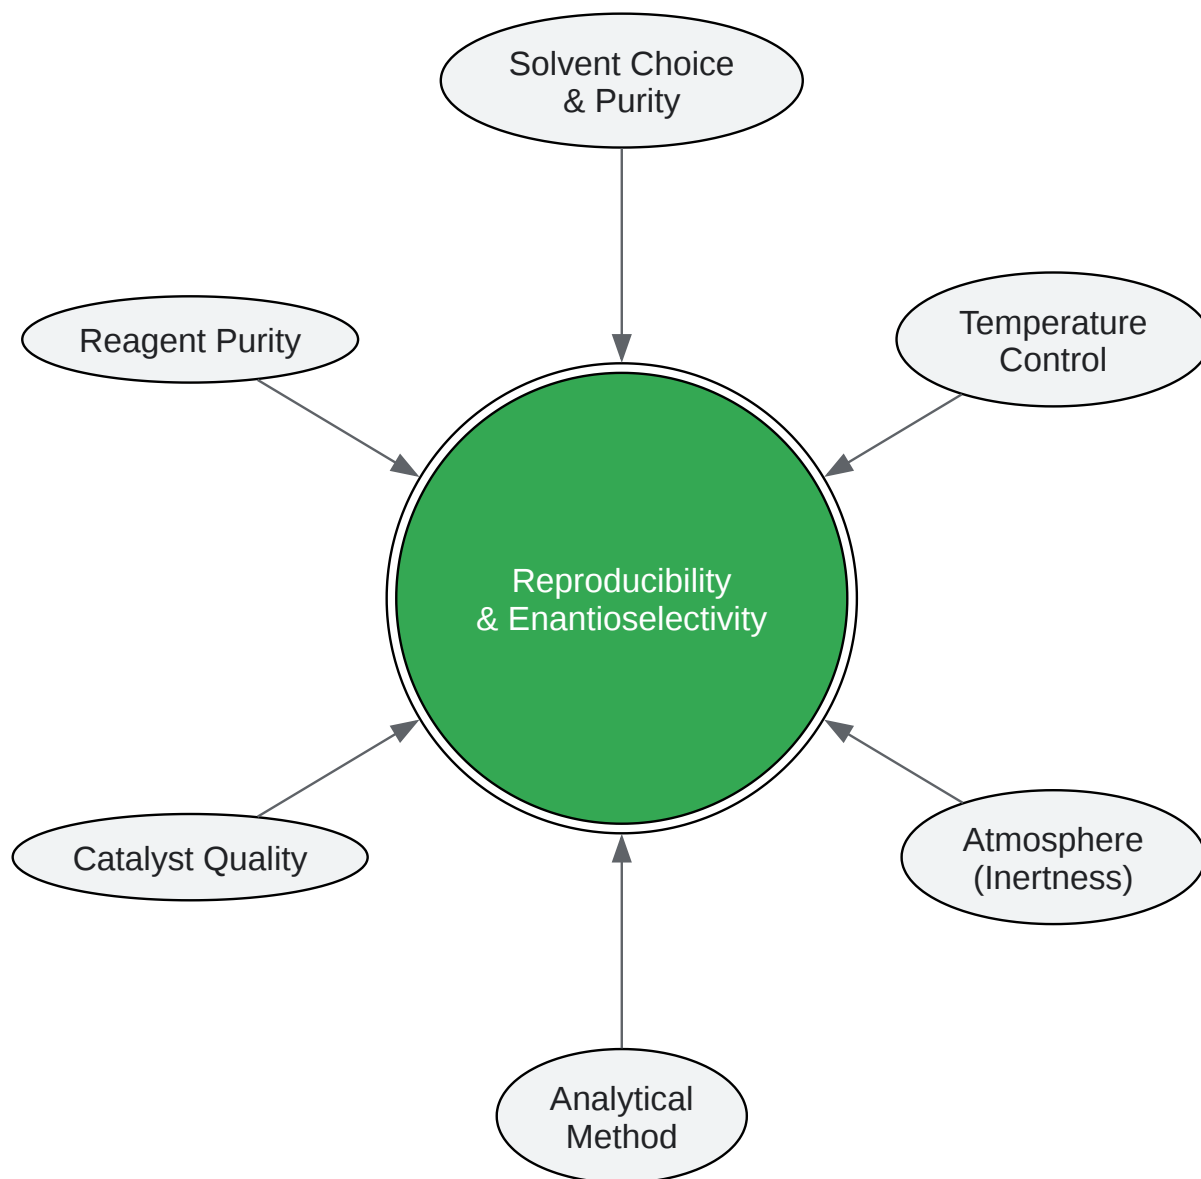 Solvent Choice
& Purity
Reagent Purity
Temperature
Control
Reproducibility
& Enantioselectivity
Catalyst Quality
Atmosphere
(Inertness)
Analytical
Method